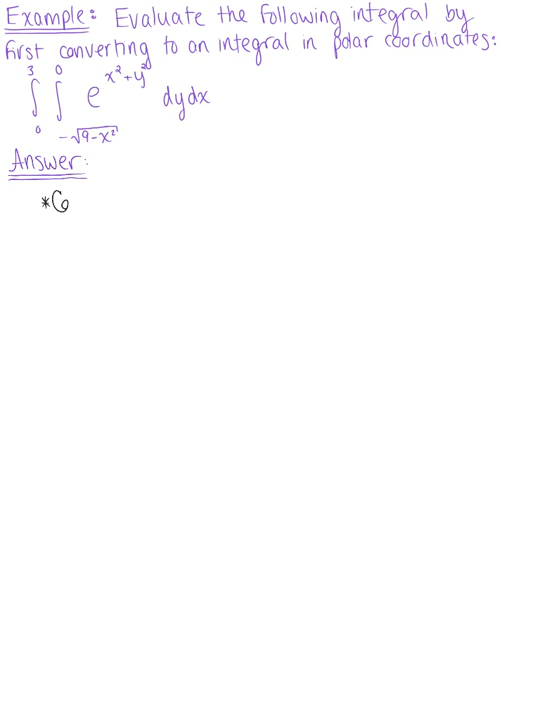 Example: Evaluate the following integral by
first converting to an integral in polar coordinates:
∫₀³ ∫_{-√(9-x²)}^0 e^{x²+y²} dydx
Answer:
*G